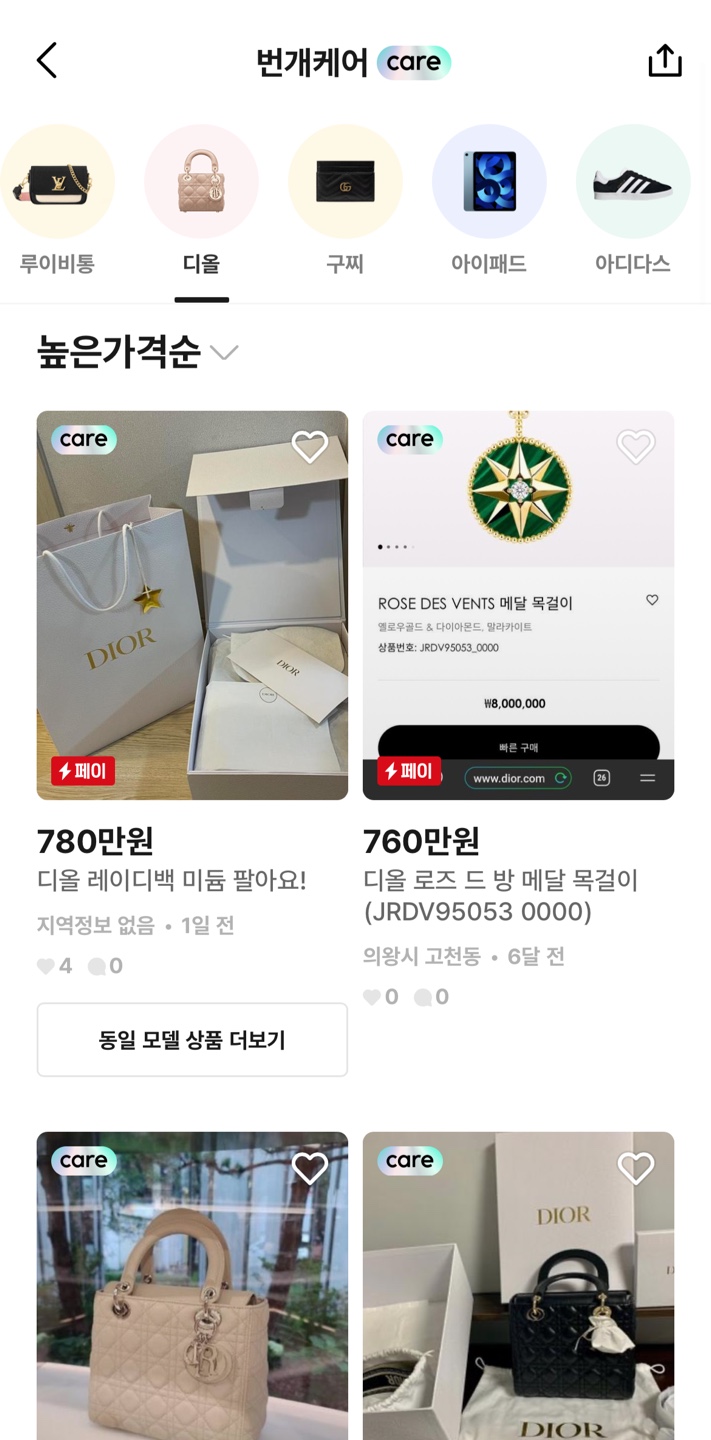 번개케어 care
루이비통
디올
구찌
아이패드
아디다스
높은가격순
care
DIOR
DIOR
페이
780만원
디올 레이디백 미듐 팔아요!
지역정보 없음 • 1일 전
4 0
동일 모델 상품 더보기
care
ROSE DES VENTS 메달 목걸이
옐로우골드 & 다이아몬드, 말라카이트
상품번호: JRDV95053_0000
₩8,000,000
빠른 구매
페이
www.dior.com
26
760만원
디올 로즈 드 방 메달 목걸이
(JRDV95053 0000)
의왕시 고천동 • 6달 전
0 0
care
care
DIOR
DIOR